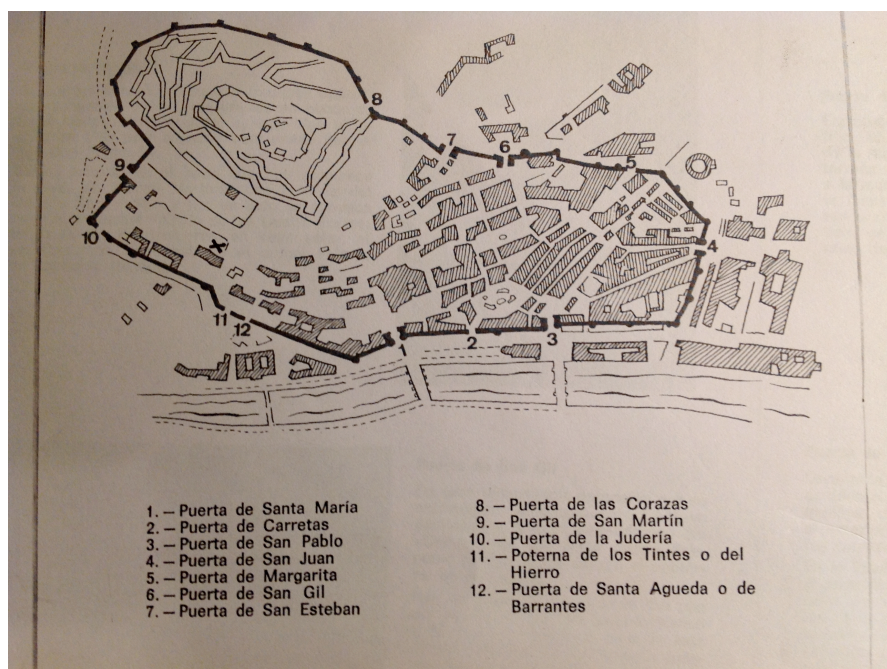 8
7
6
5
9
10
4
11
12
2
3
1. — Puerta de Santa María
2. — Puerta de Carretas
3. — Puerta de San Pablo
4. — Puerta de San Juan
5. — Puerta de Margarita
6. — Puerta de San Gil
7. — Puerta de San Esteban
8. — Puerta de las Corazas
9. — Puerta de San Martín
10. — Puerta de la Judería
11. — Poterna de los Tintes o del
Hierro
12. — Puerta de Santa Agueda o de
Barrantes